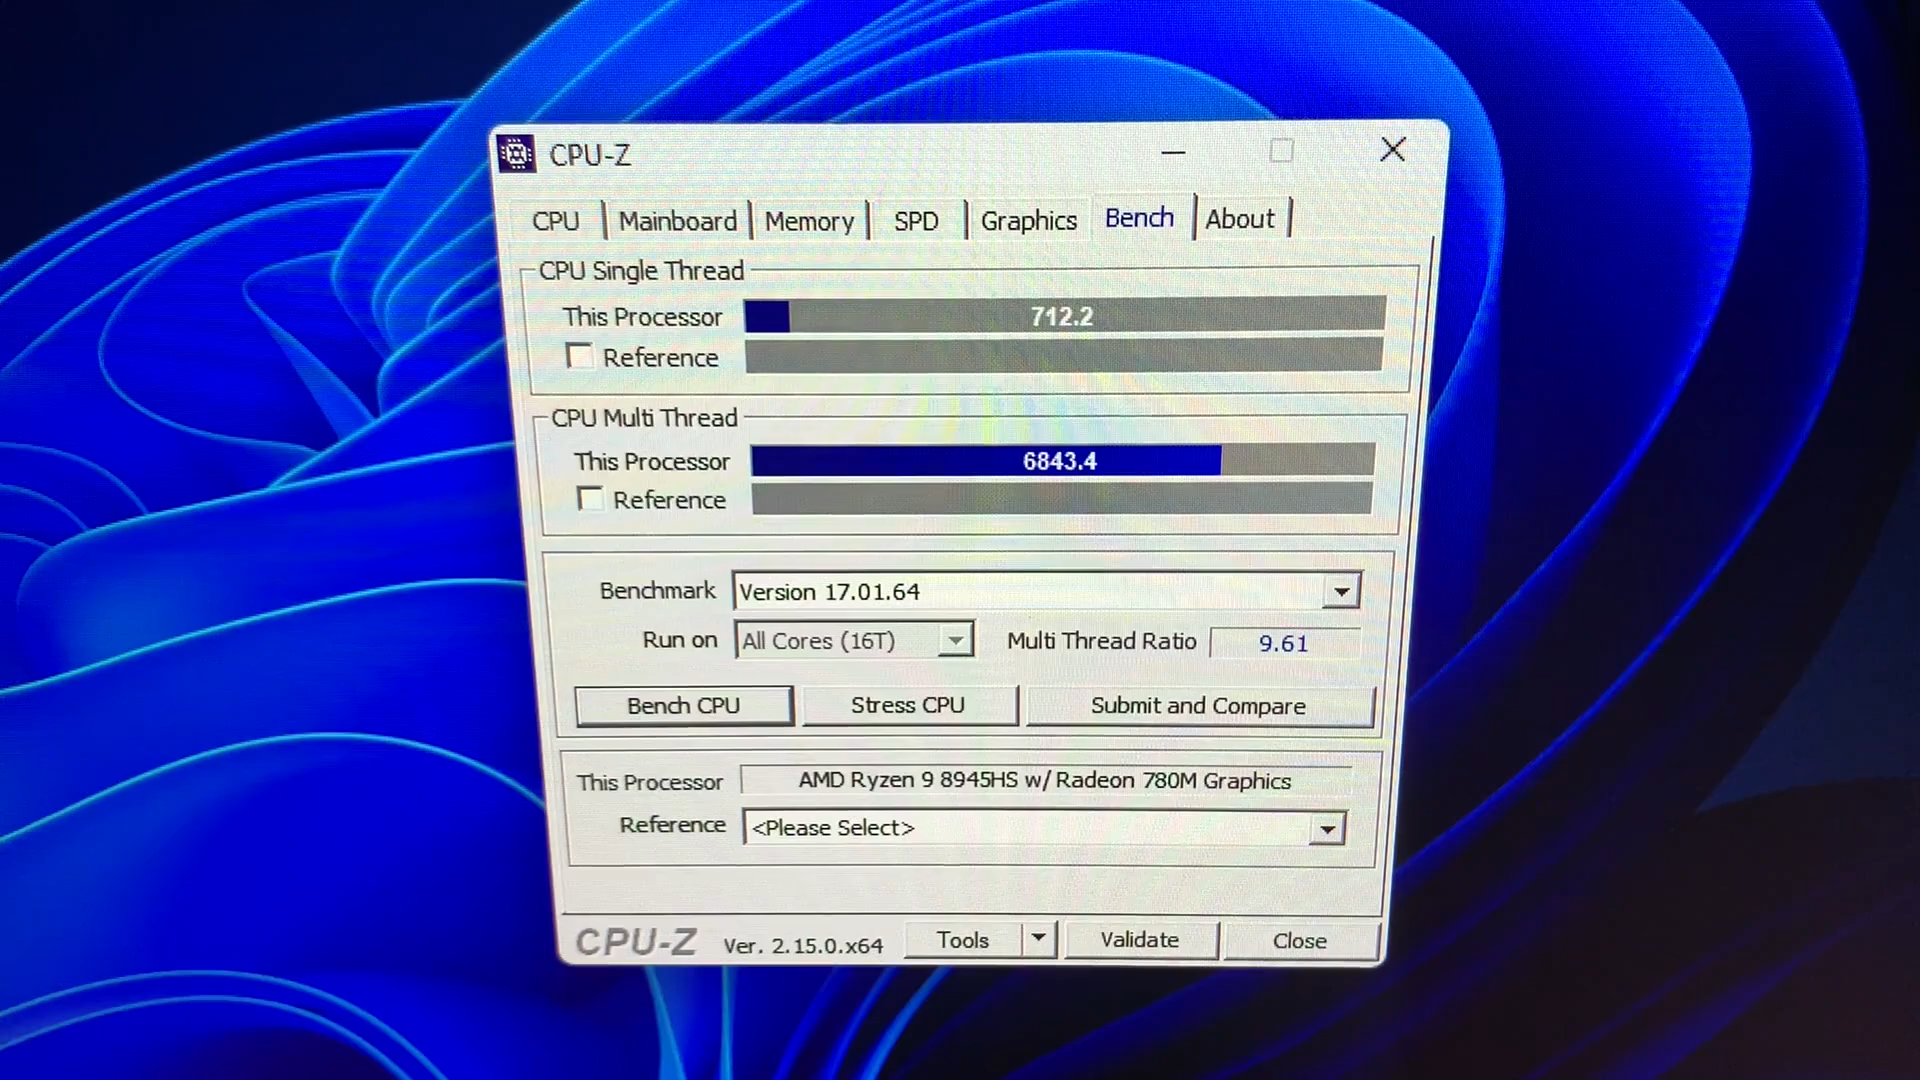 CPU-Z
CPU Mainboard Memory SPD Graphics Bench About
CPU Single Thread
This Processor 712.2
Reference
CPU Multi Thread
This Processor 6843.4
Reference
Benchmark Version 17.01.64
Run on All Cores (16T) Multi Thread Ratio 9.61
Bench CPU Stress CPU Submit and Compare
This Processor AMD Ryzen 9 8945HS w/ Radeon 780M Graphics
Reference <Please Select>
CPU-Z Ver. 2.15.0.x64 Tools Validate Close